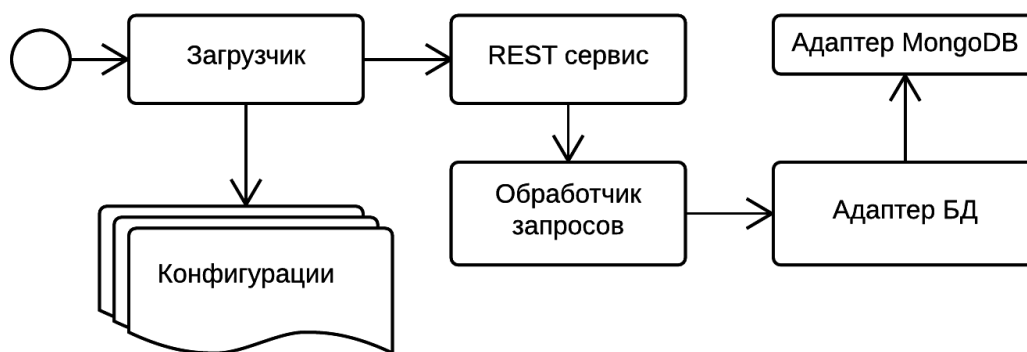 Загрузчик
REST сервис
Адаптер MongoDB
Обработчик
запросов
Адаптер БД
Конфигурации